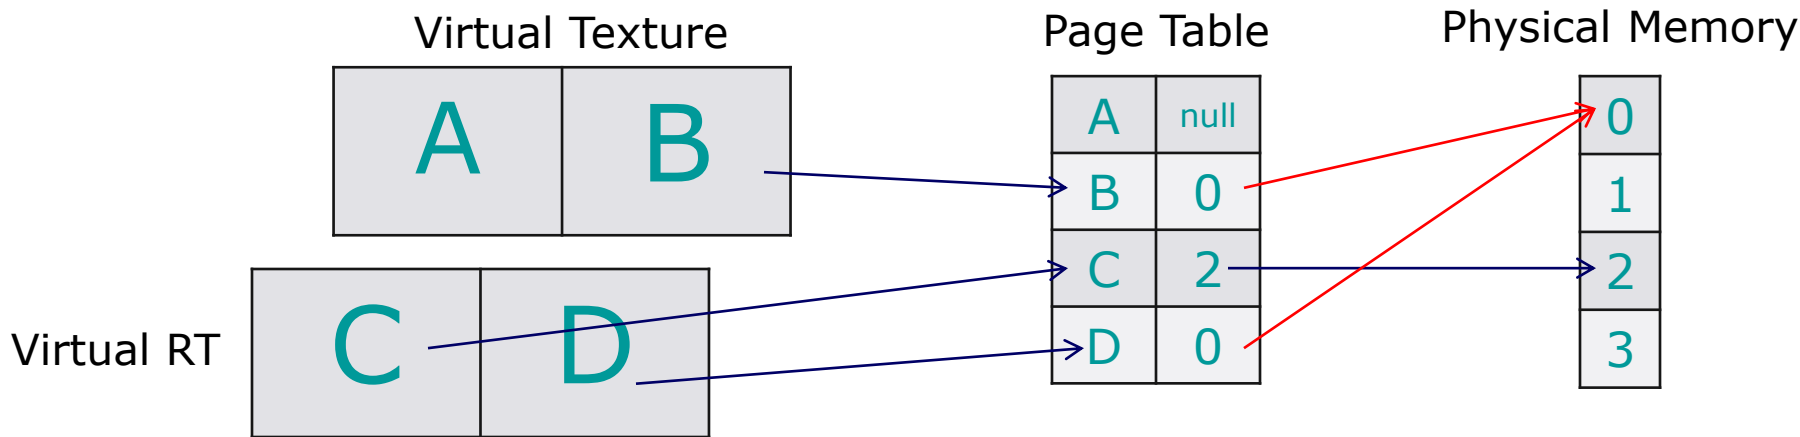 Virtual Texture
Page Table
Physical Memory
A B
A null
B 0
C 2
D 0
0
1
2
3
Virtual RT
C D